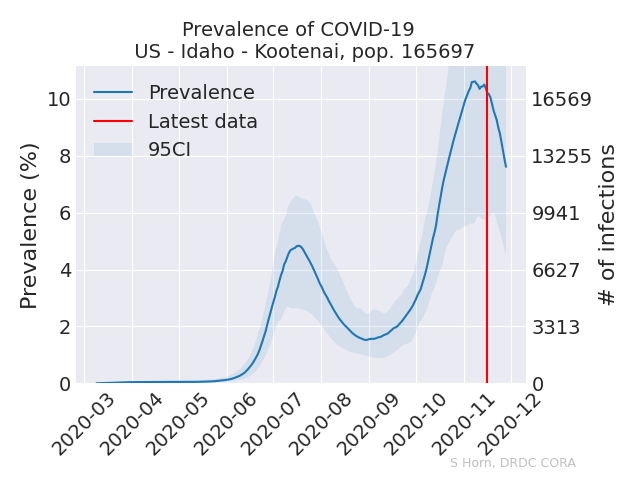 Prevalence of COVID-19
US - Idaho - Kootenai, pop. 165697
Prevalence
Latest data
95CI
Prevalence (%)
10
8
6
4
2
0
16569
13255
9941
6627
3313
0
# of infections
2020-03
2020-04
2020-05
2020-06
2020-07
2020-08
2020-09
2020-10
2020-11
2020-12
S Horn, DRDC CORA